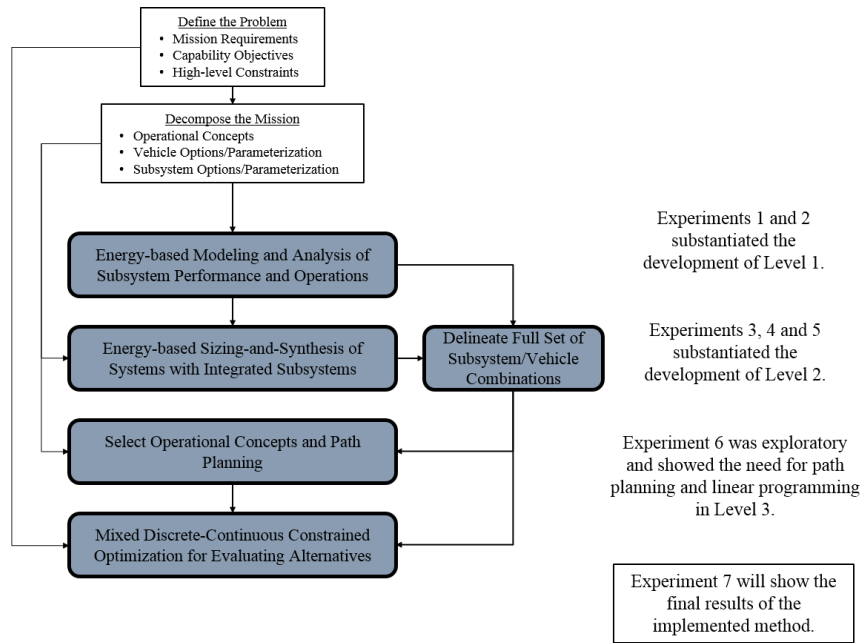 Define the Problem
• Mission Requirements
• Capability Objectives
• High-level Constraints
Decompose the Mission
• Operational Concepts
• Vehicle Options/Parameterization
• Subsystem Options/Parameterization
Energy-based Modeling and Analysis of
Subsystem Performance and Operations
Experiments 1 and 2
substantiated the
development of Level 1.
Energy-based Sizing-and-Synthesis of
Systems with Integrated Subsystems
Delineate Full Set of
Subsystem/Vehicle
Combinations
Experiments 3, 4 and 5
substantiated the
development of Level 2.
Select Operational Concepts and Path
Planning
Experiment 6 was exploratory
and showed the need for path
planning and linear programming
in Level 3.
Mixed Discrete-Continuous Constrained
Optimization for Evaluating Alternatives
Experiment 7 will show the
final results of the
implemented method.